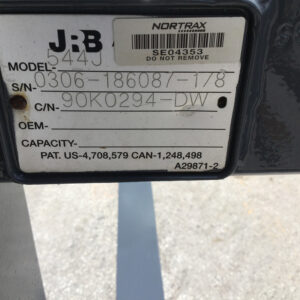 JRB
NORTRAX
SE04353
DO NOT REMOVE
MODEL- 544J
S/N- 0306-186087-1/8
C/N- 90K0294-DW
OEM-
CAPACITY-
PAT. US-4,708,579 CAN-1,248,498
A29871-2